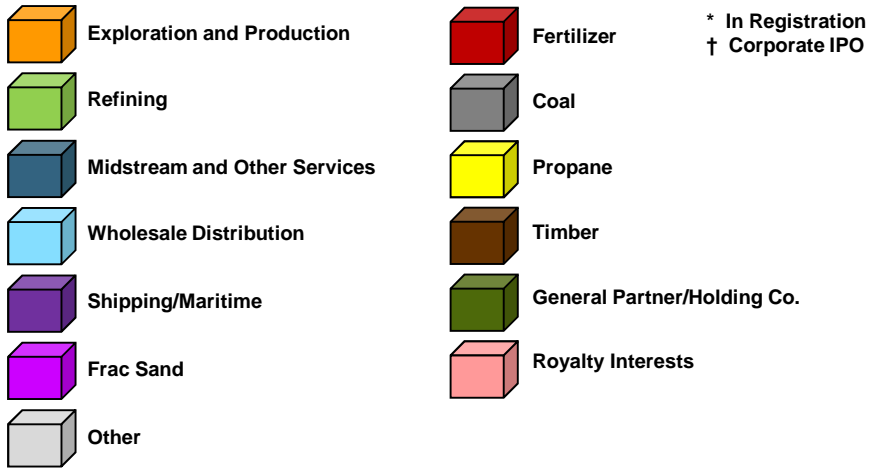 Exploration and Production
Refining
Midstream and Other Services
Wholesale Distribution
Shipping/Maritime
Frac Sand
Other
Fertilizer
Coal
Propane
Timber
General Partner/Holding Co.
Royalty Interests
* In Registration
† Corporate IPO